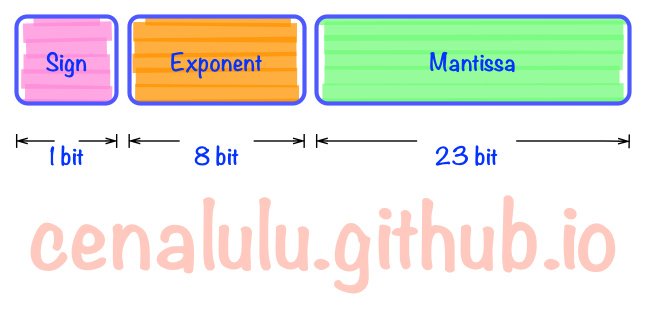 Sign Exponent Mantissa
1 bit 8 bit 23 bit
cenalulu.github.io